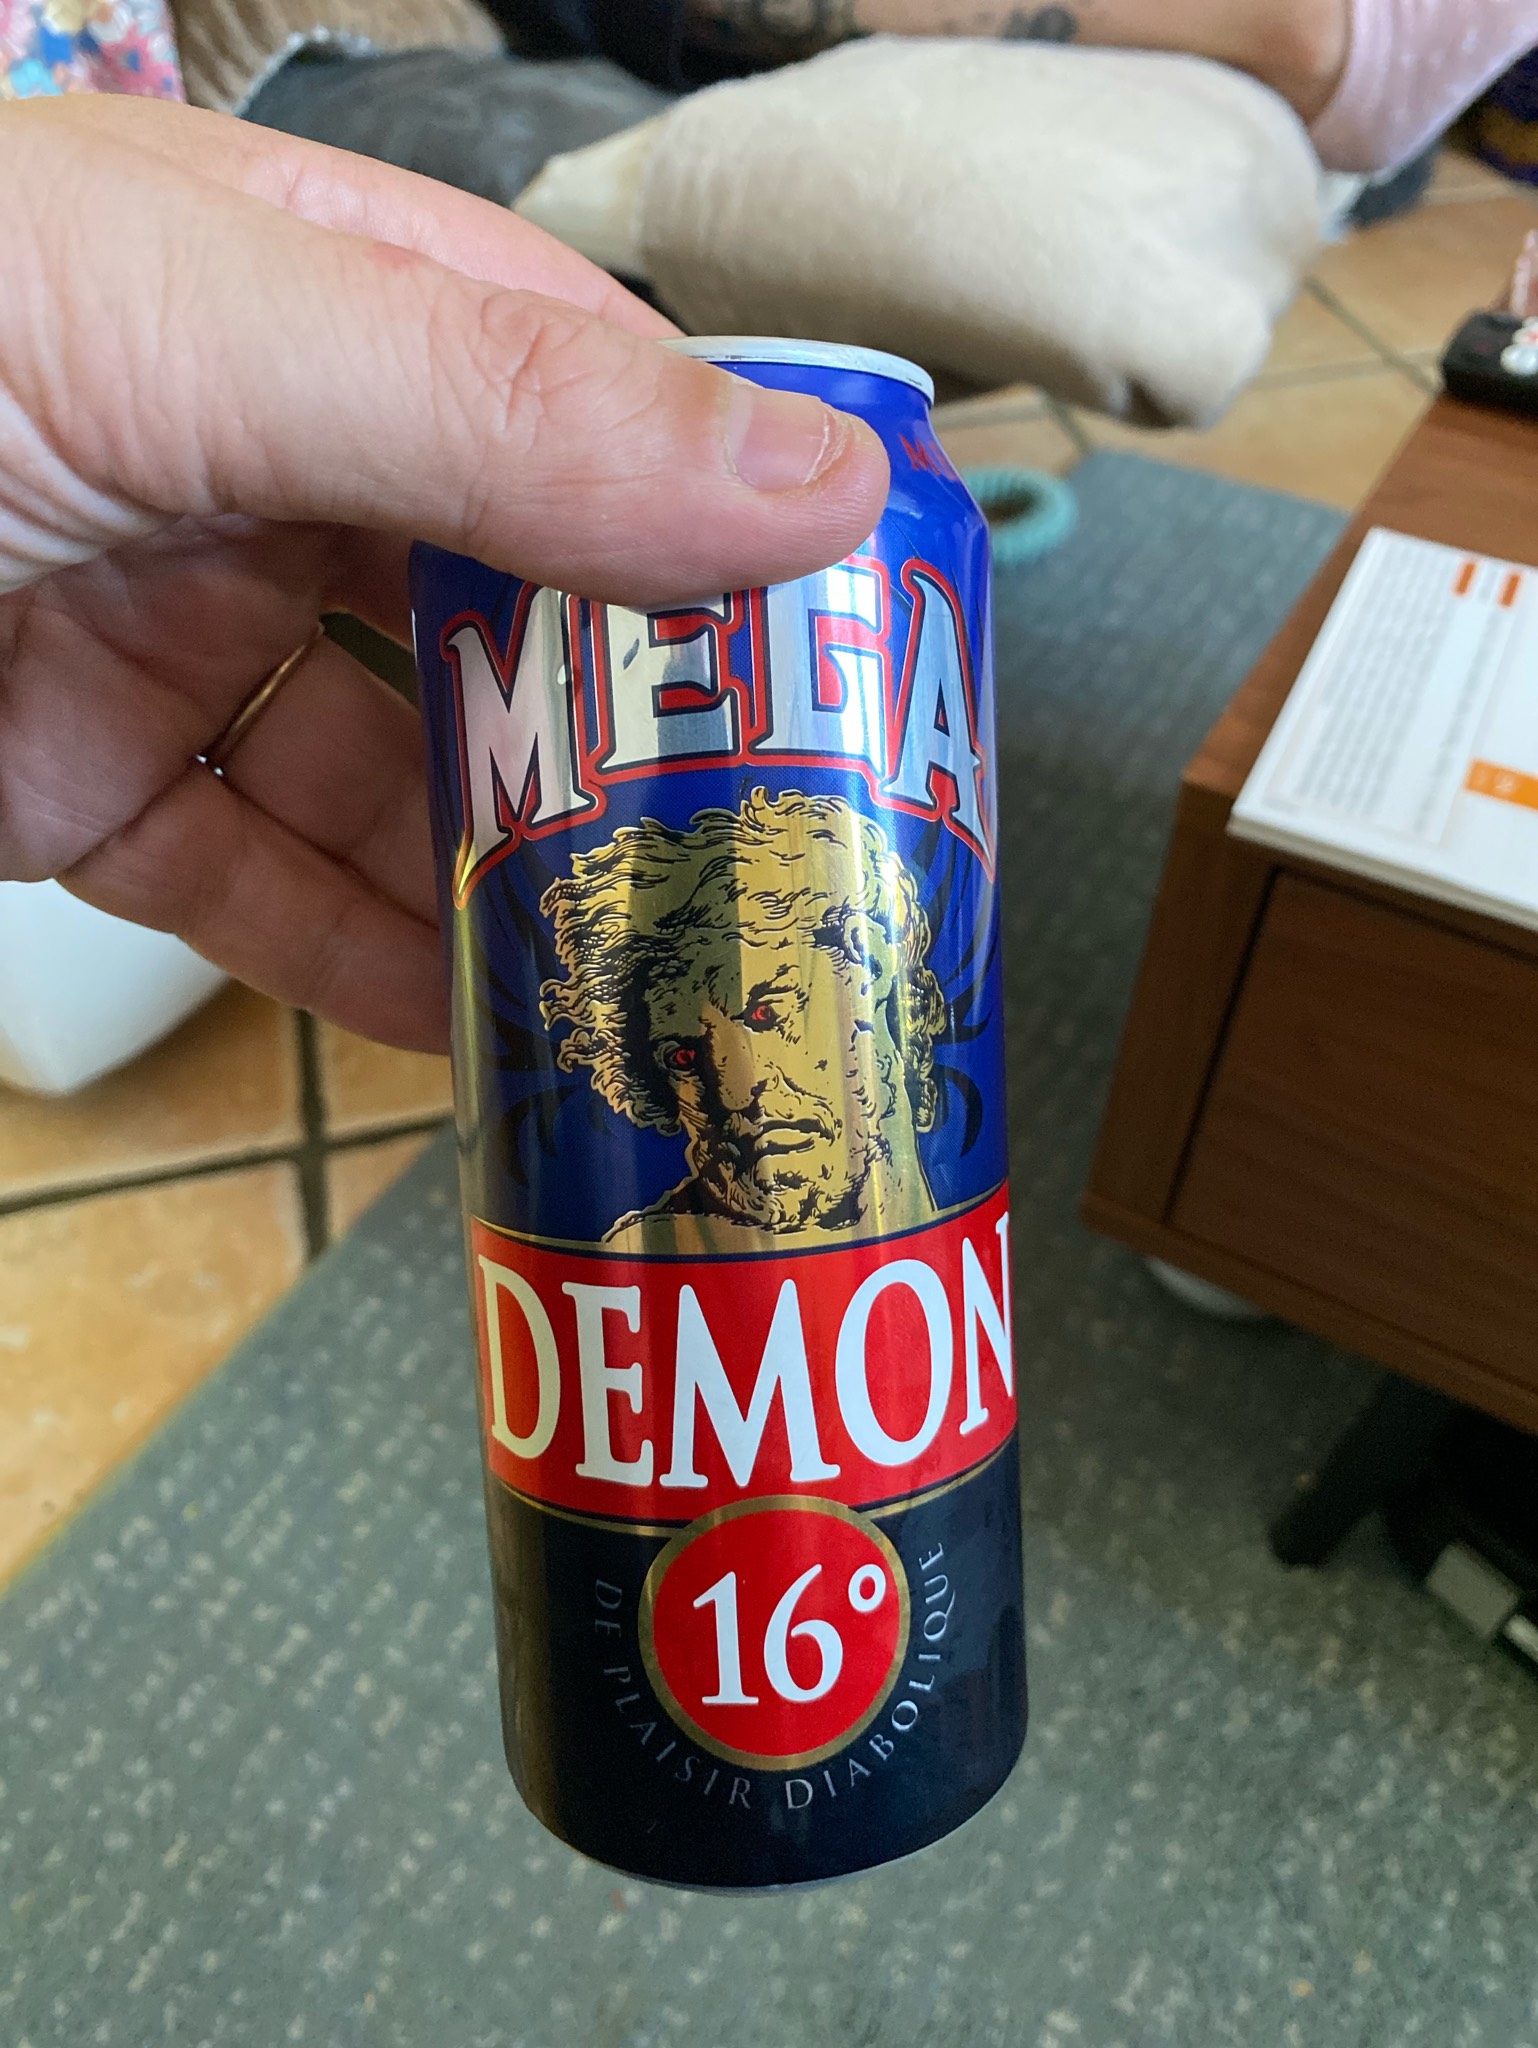 MEGA
DEMON
16°
DE PLAISIR DIABOLIQUE